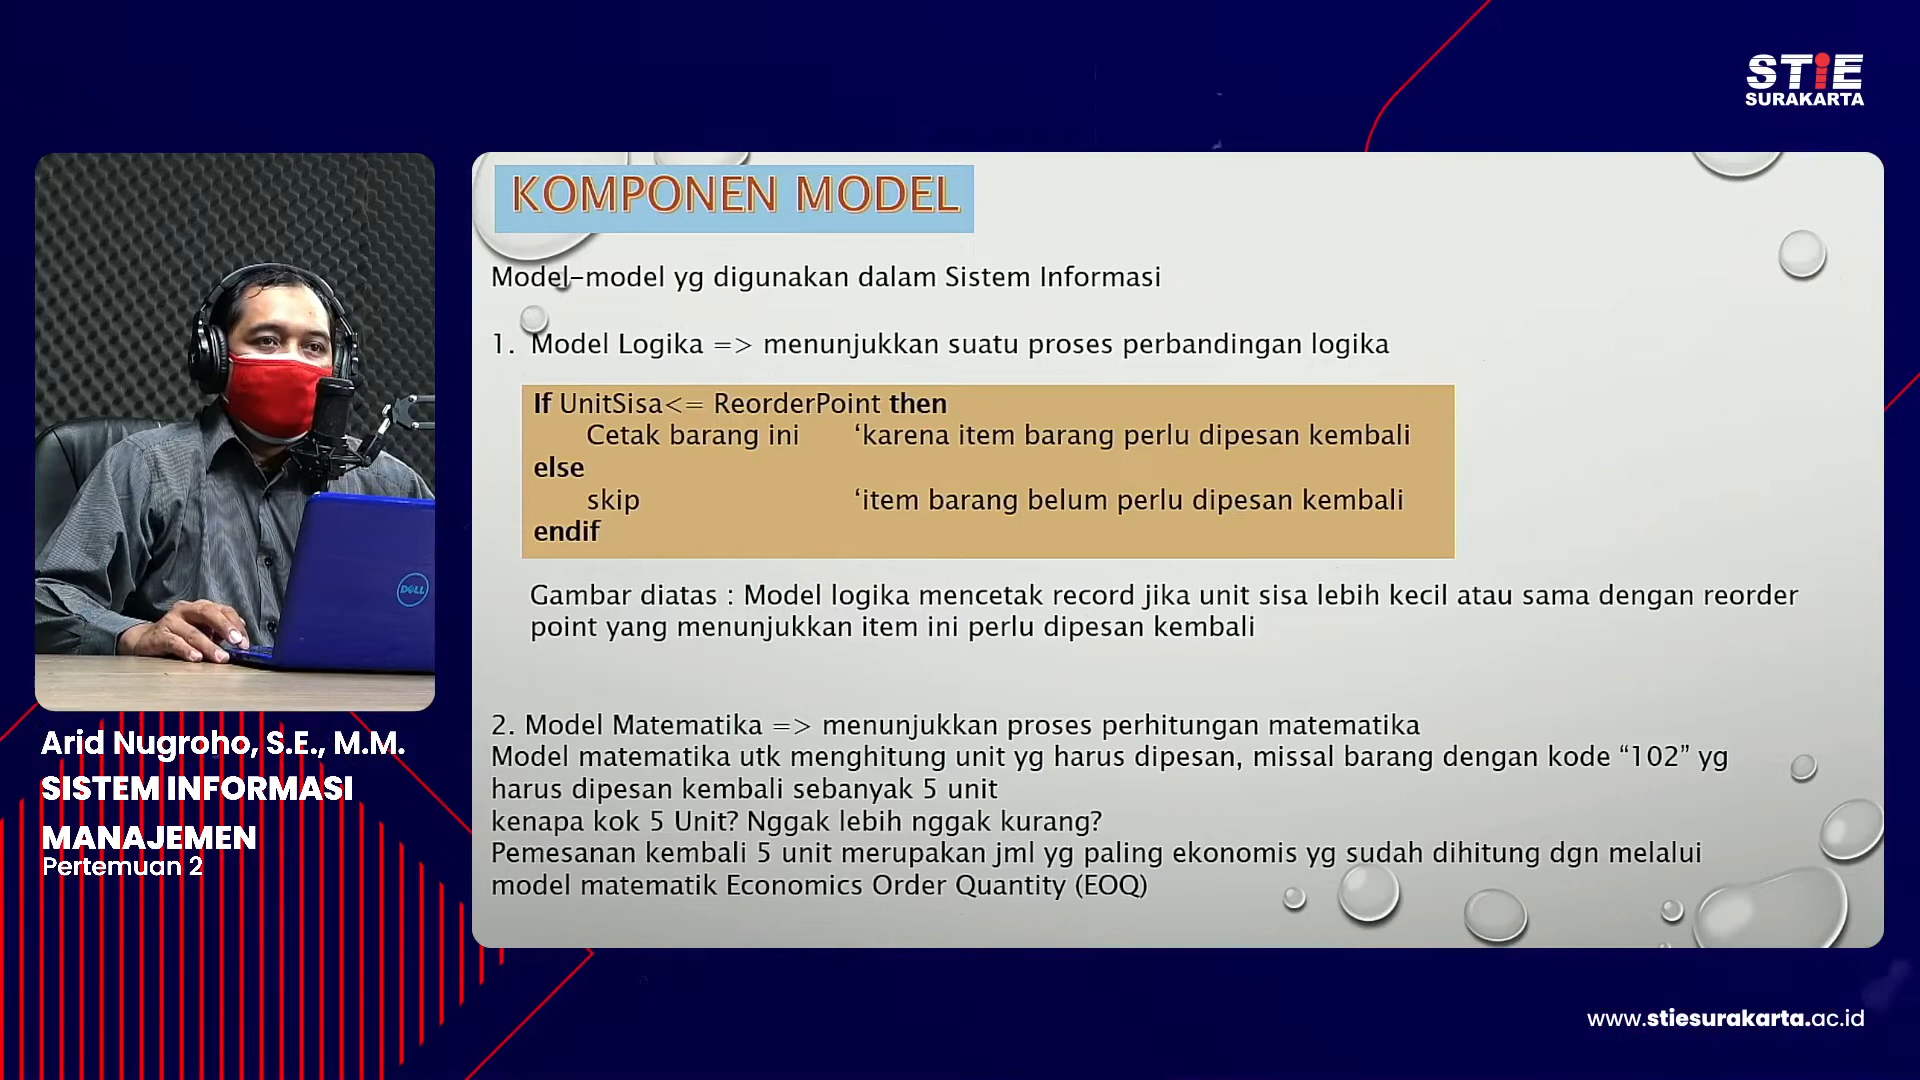 STiE
SURAKARTA
KOMPONEN MODEL
Model-model yg digunakan dalam Sistem Informasi
1. Model Logika => menunjukkan suatu proses perbandingan logika
If UnitSisa<= ReorderPoint then
Cetak barang ini ‘karena item barang perlu dipesan kembali
else
skip ‘item barang belum perlu dipesan kembali
endif
Gambar diatas : Model logika mencetak record jika unit sisa lebih kecil atau sama dengan reorder
point yang menunjukkan item ini perlu dipesan kembali
2. Model Matematika => menunjukkan proses perhitungan matematika
Model matematika utk menghitung unit yg harus dipesan, missal barang dengan kode “102” yg
harus dipesan kembali sebanyak 5 unit
kenapa kok 5 Unit? Nggak lebih nggak kurang?
Pemesanan kembali 5 unit merupakan jml yg paling ekonomis yg sudah dihitung dgn melalui
model matematik Economics Order Quantity (EOQ)
DELL
Arid Nugroho, S.E., M.M.
SISTEM INFORMASI
MANAJEMEN
Pertemuan 2
www.stiesurakarta.ac.id